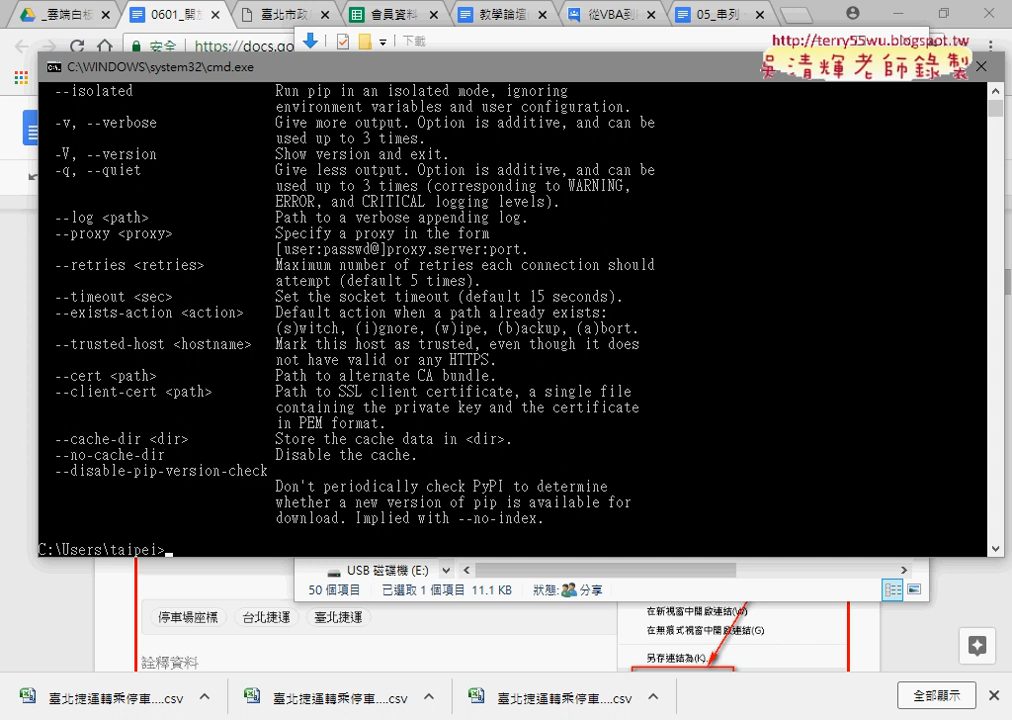 _雲端白板
0601_開放
臺北市政府
會員資料
教學論壇
從VBA到
05_串列
安全
https://docs.go
下載
http://terry55wu.blogspot.tw
吳清輝老師錄製
C:\WINDOWS\system32\cmd.exe
--isolated Run pip in an isolated mode, ignoring
environment variables and user configuration.
-v, --verbose Give more output. Option is additive, and can be
used up to 3 times.
-V, --version Show version and exit.
-q, --quiet Give less output. Option is additive, and can be
used up to 3 times (corresponding to WARNING,
ERROR, and CRITICAL logging levels).
--log <path> Path to a verbose appending log.
--proxy <proxy> Specify a proxy in the form
[user:passwd@]proxy.server:port.
--retries <retries> Maximum number of retries each connection should
attempt (default 5 times).
--timeout <sec> Set the socket timeout (default 15 seconds).
--exists-action <action> Default action when a path already exists:
(s)witch, (i)gnore, (w)ipe, (b)ackup, (a)bort.
--trusted-host <hostname> Mark this host as trusted, even though it does
not have valid or any HTTPS.
--cert <path> Path to alternate CA bundle.
--client-cert <path> Path to SSL client certificate, a single file
containing the private key and the certificate
in PEM format.
--cache-dir <dir> Store the cache data in <dir>.
--no-cache-dir Disable the cache.
--disable-pip-version-check
Don't periodically check PyPI to determine
whether a new version of pip is available for
download. Implied with --no-index.
C:\Users\taipei>
USB 磁碟機 (E:)
50 個項目 已選取 1 個項目 11.1 KB 狀態: 分享
在新視窗中開啟連結(W)
停車場座標 台北捷運 臺北捷運
在無痕式視窗中開啟連結(G)
另存連結為(K)...
詮釋資料
臺北捷運轉乘停車....csv
臺北捷運轉乘停車....csv
臺北捷運轉乘停車....csv
全部顯示